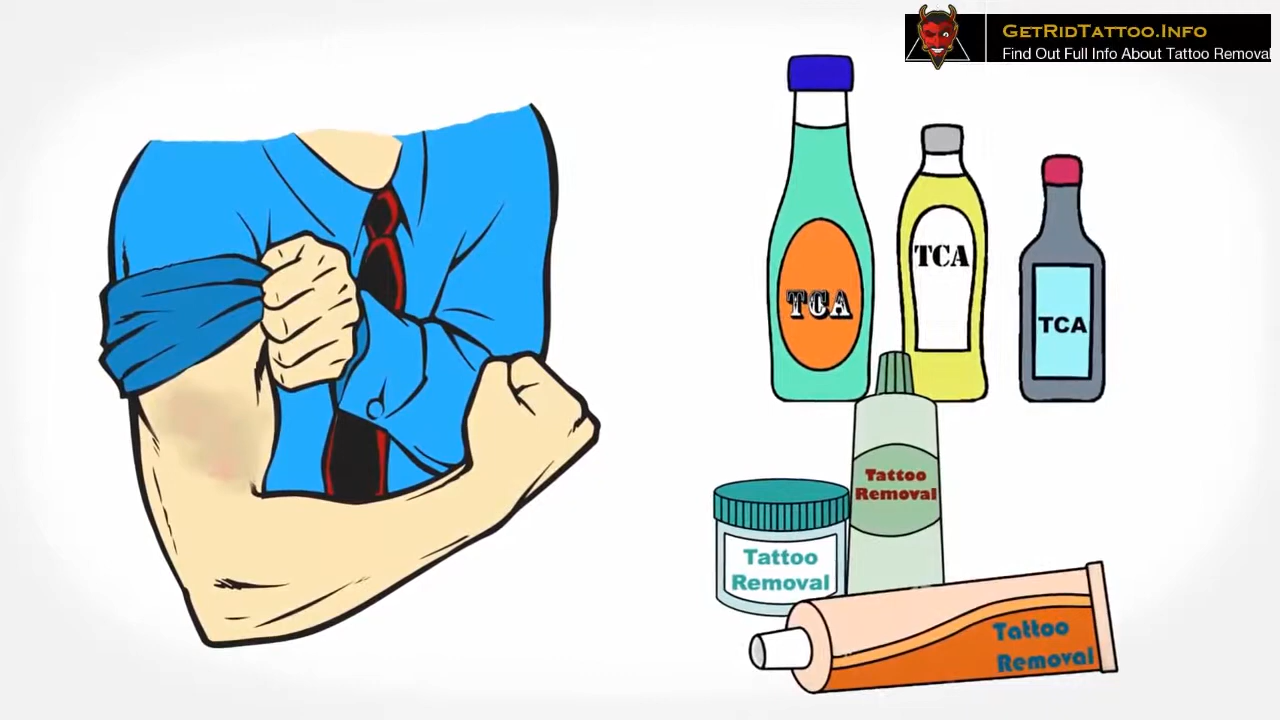 GetRidTattoo.Info
Find Out Full Info About Tattoo Removal
TCA
TCA
TCA
Tattoo
Removal
Tattoo
Removal
Tattoo
Removal